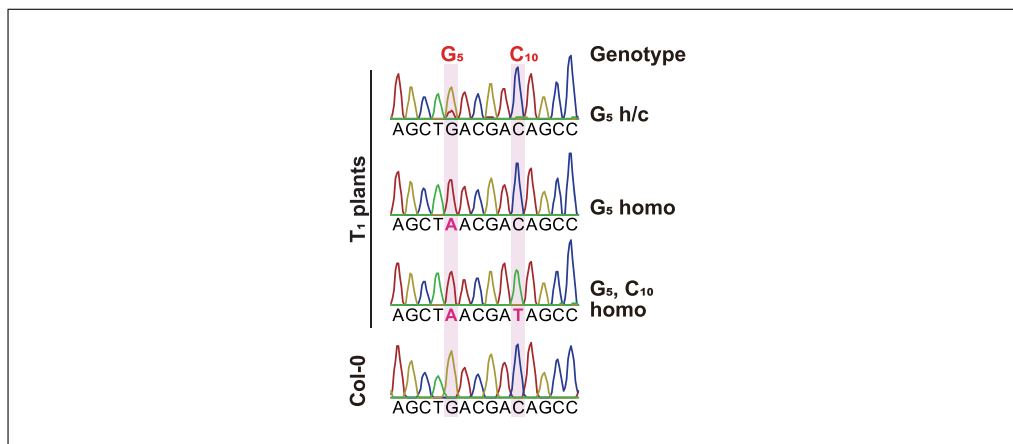 G₅ C₁₀ Genotype
AGCTGACGACAGCC
G₅ h/c
AGCTAACGACAGCC
G₅ homo
AGCTAACGATAGCC
G₅, C₁₀
homo
T₁ plants
AGCTGACGACAGCC
Col-0